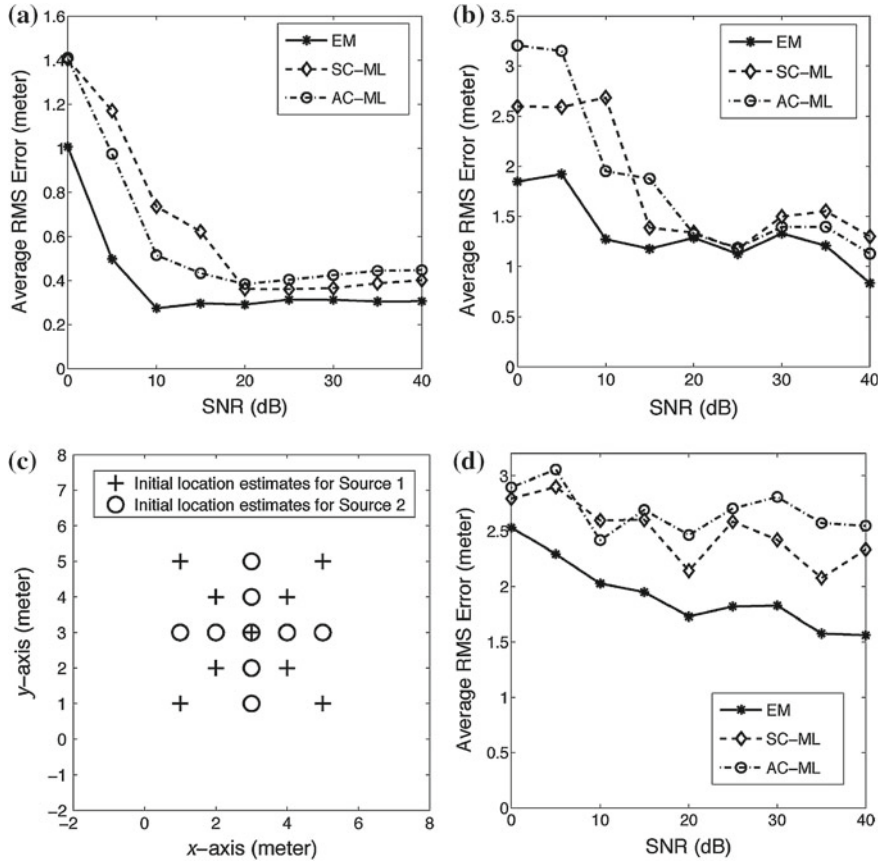 (a)
1.6
1.4
1.2
1
0.8
0.6
0.4
0.2
0
Average RMS Error (meter)
EM
SC-ML
AC-ML
0 10 20 30 40
SNR (dB)
(b)
3.5
3
2.5
2
1.5
1
0.5
0
Average RMS Error (meter)
EM
SC-ML
AC-ML
0 10 20 30 40
SNR (dB)
(c)
8
7
6
5
4
3
2
1
0
−1
−2
y-axis (meter)
Initial location estimates for Source 1
Initial location estimates for Source 2
−2 0 2 4 6 8
x-axis (meter)
(d)
3
2.5
2
1.5
1
0.5
0
Average RMS Error (meter)
EM
SC-ML
AC-ML
0 10 20 30 40
SNR (dB)